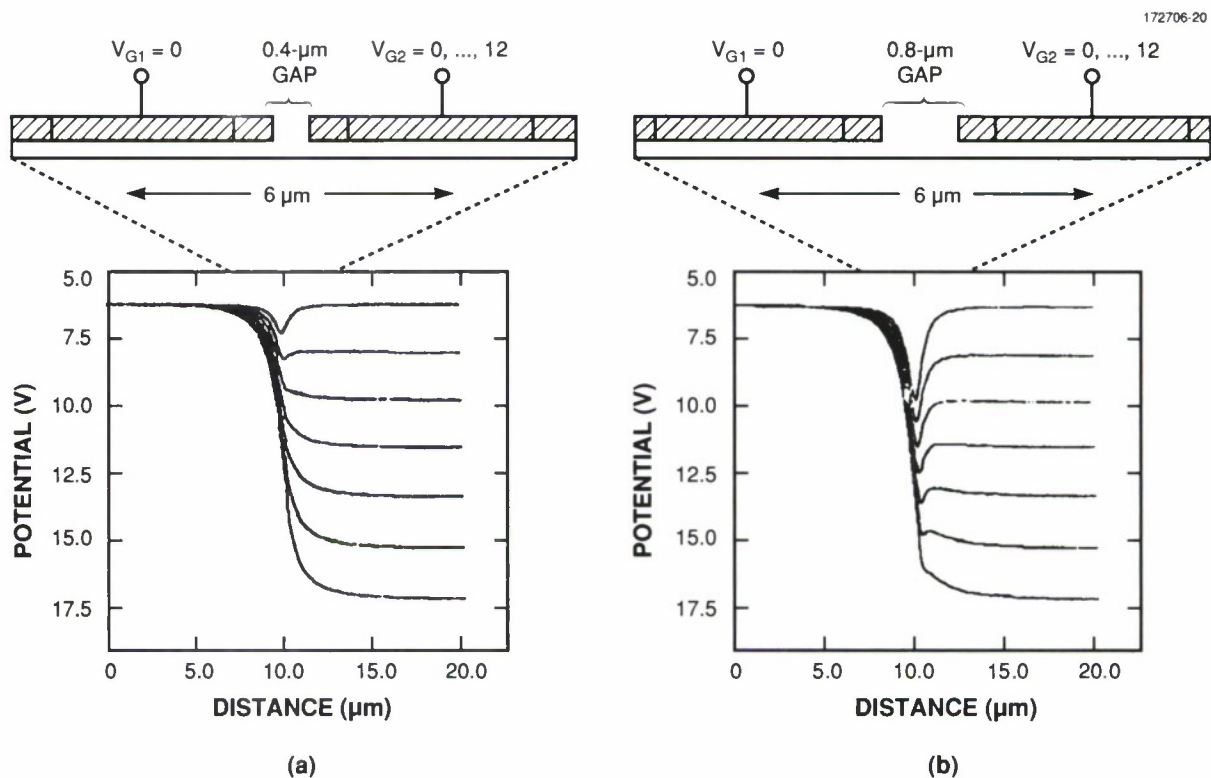 172706-20
V_G1 = 0
0.4-µm
GAP
V_G2 = 0, ..., 12
6 µm
5.0
7.5
10.0
12.5
15.0
17.5
POTENTIAL (V)
0 5.0 10.0 15.0 20.0
DISTANCE (µm)
(a)
V_G1 = 0
0.8-µm
GAP
V_G2 = 0, ..., 12
6 µm
5.0
7.5
10.0
12.5
15.0
17.5
POTENTIAL (V)
0 5.0 10.0 15.0 20.0
DISTANCE (µm)
(b)